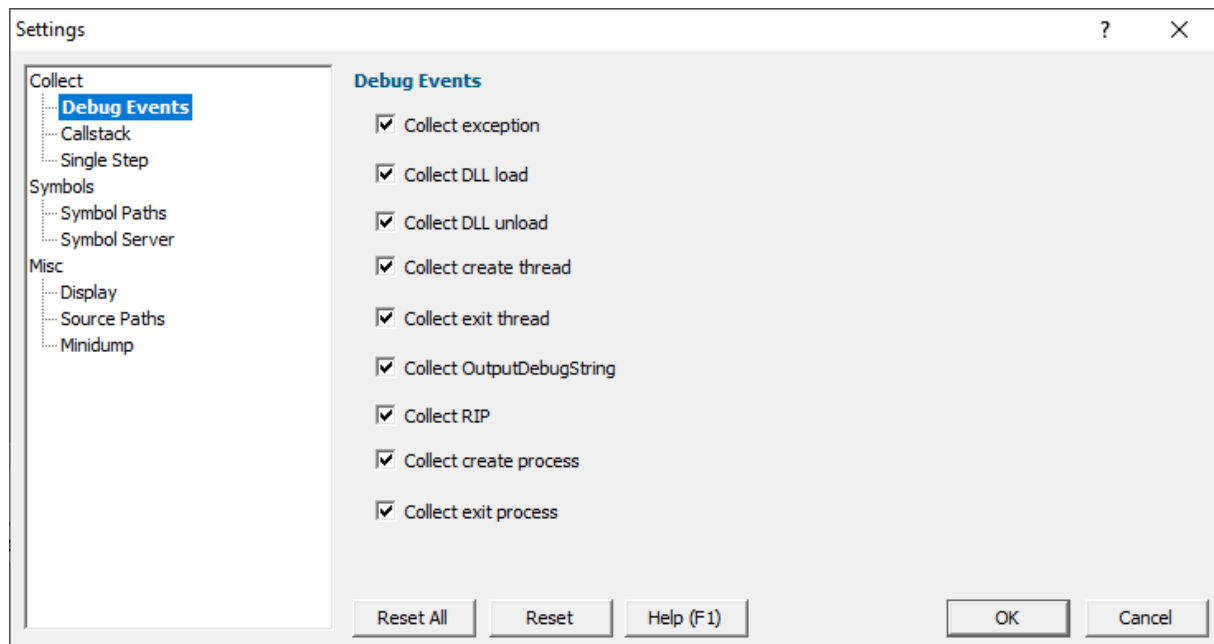 Settings
?
Collect
Debug Events
Callstack
Single Step
Symbols
Symbol Paths
Symbol Server
Misc
Display
Source Paths
Minidump
Debug Events
Collect exception
Collect DLL load
Collect DLL unload
Collect create thread
Collect exit thread
Collect OutputDebugString
Collect RIP
Collect create process
Collect exit process
Reset All
Reset
Help (F1)
OK
Cancel